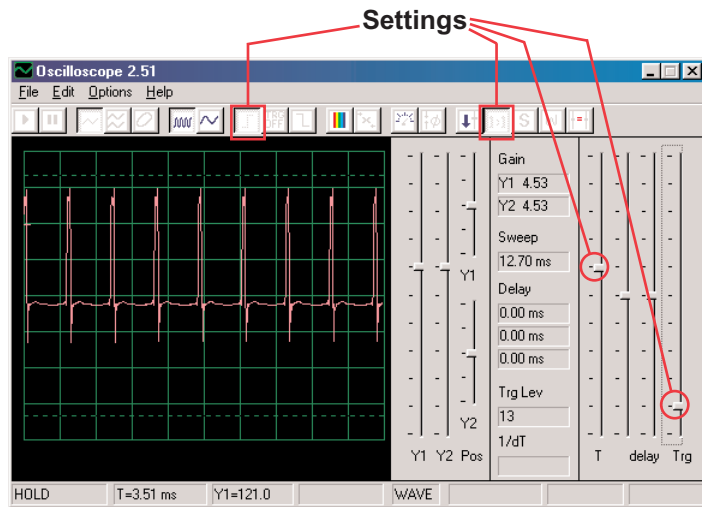 Settings
Oscilloscope 2.51
File Edit Options Help
TRG
OFF
S
Gain
Y1 4.53
Y2 4.53
Sweep
12.70 ms
Y1
Delay
0.00 ms
0.00 ms
0.00 ms
Trg Lev
13
Y2
1/dT
Y1 Y2 Pos
T delay Trg
HOLD T=3.51 ms Y1=121.0 WAVE